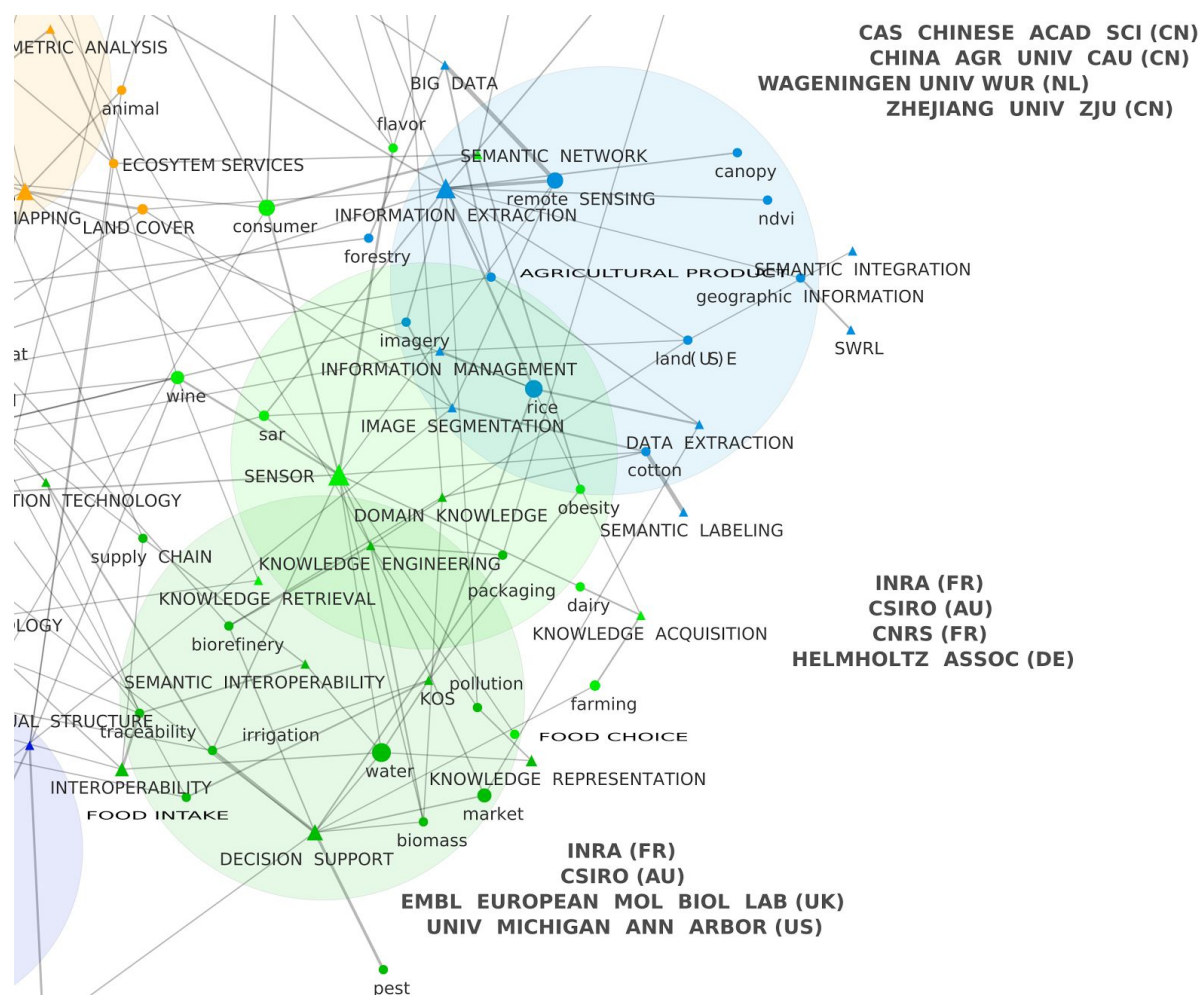 CAS CHINESE ACAD SCI (CN)
CHINA AGR UNIV CAU (CN)
WAGENINGEN UNIV WUR (NL)
ZHEJIANG UNIV ZJU (CN)
METRIC ANALYSIS
BIG DATA
animal
flavor
ECOSYTEM SERVICES
SEMANTIC NETWORK
canopy
remote SENSING
MAPPING
LAND COVER
consumer
INFORMATION EXTRACTION
ndvi
forestry
AGRICULTURAL PRODUCT
SEMANTIC INTEGRATION
geographic INFORMATION
imagery
SWRL
at
land(US)E
INFORMATION MANAGEMENT
wine
rice
sar
IMAGE SEGMENTATION
DATA EXTRACTION
SENSOR
cotton
TION TECHNOLOGY
DOMAIN KNOWLEDGE
obesity
SEMANTIC LABELING
supply CHAIN
KNOWLEDGE ENGINEERING
packaging
INRA (FR)
CSIRO (AU)
CNRS (FR)
HELMHOLTZ ASSOC (DE)
KNOWLEDGE RETRIEVAL
dairy
OLOGY
KNOWLEDGE ACQUISITION
biorefinery
SEMANTIC INTEROPERABILITY
KOS
pollution
farming
UAL STRUCTURE
traceability
irrigation
FOOD CHOICE
water
KNOWLEDGE REPRESENTATION
INTEROPERABILITY
FOOD INTAKE
market
biomass
DECISION SUPPORT
INRA (FR)
CSIRO (AU)
EMBL EUROPEAN MOL BIOL LAB (UK)
UNIV MICHIGAN ANN ARBOR (US)
pest